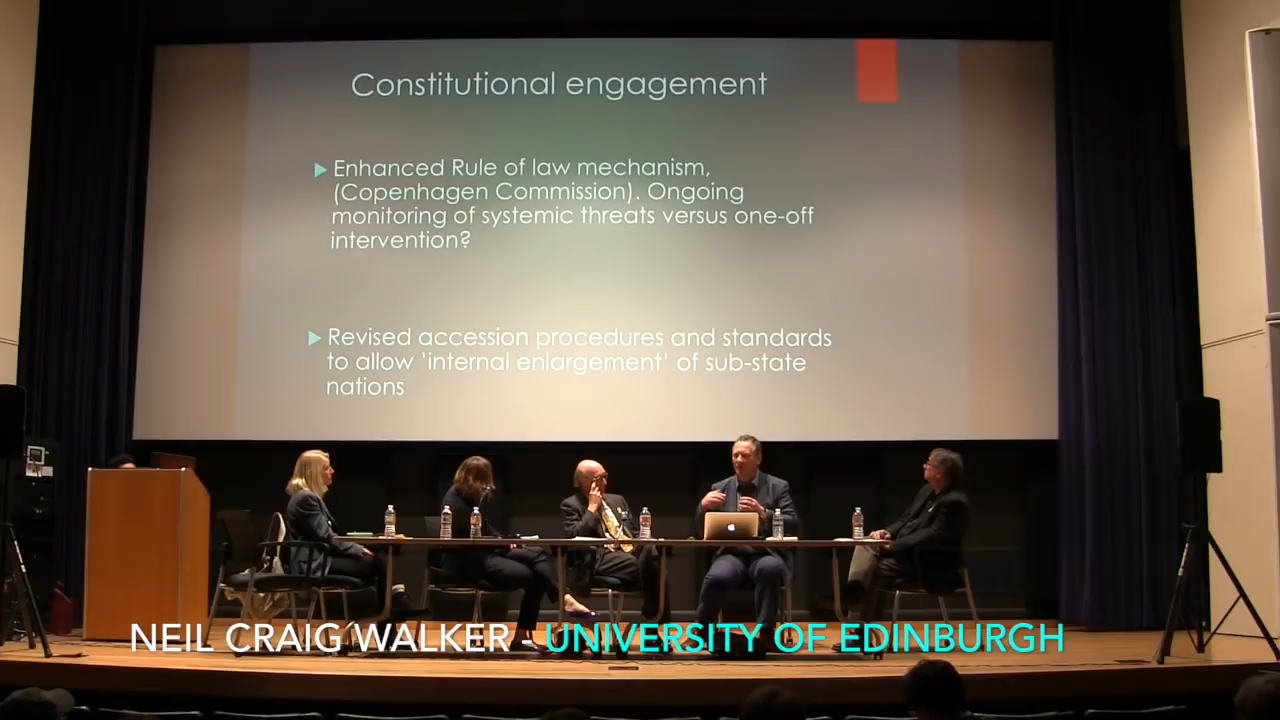 Constitutional engagement
Enhanced Rule of law mechanism,
(Copenhagen Commission). Ongoing
monitoring of systemic threats versus one-off
intervention?
Revised accession procedures and standards
to allow 'internal enlargement' of sub-state
nations
NEIL CRAIG WALKER - UNIVERSITY OF EDINBURGH